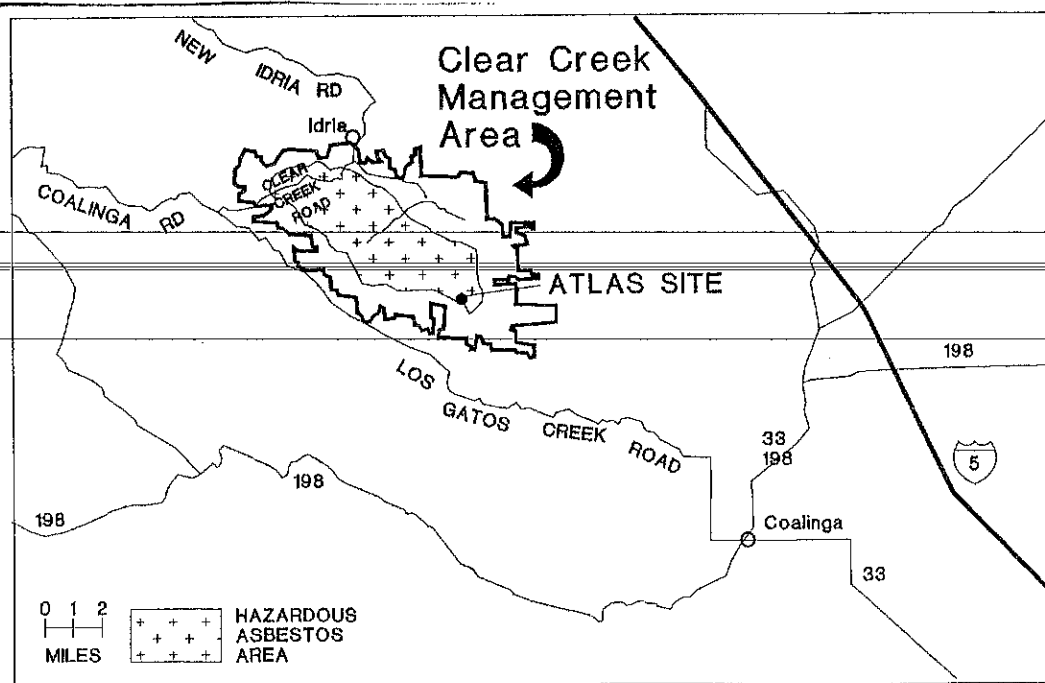 NEW IDRIA RD
Clear Creek
Management
Area
Idria
CLEAR
CREEK
ROAD
COALINGA RD
ATLAS SITE
198
LOS GATOS CREEK ROAD
33
198
5
198
198
Coalinga
33
0 1 2
MILES
HAZARDOUS
ASBESTOS
AREA